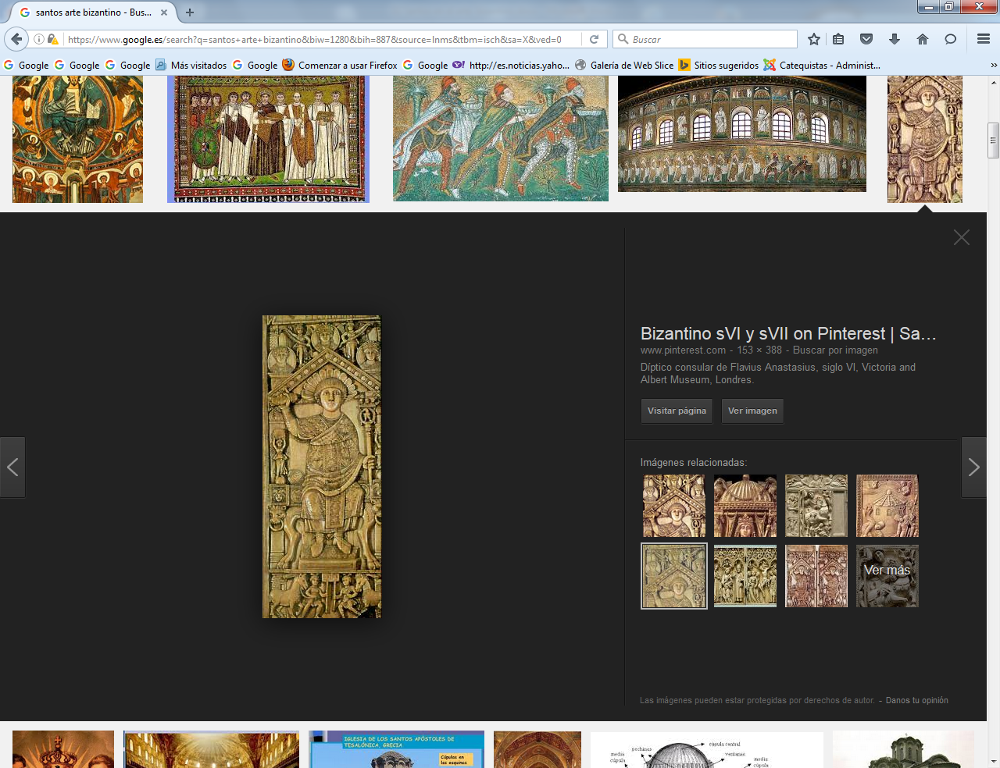 santos arte bizantino - Bus...
https://www.google.es/search?q=santos+arte+bizantino&biw=1280&bih=887&source=lnms&tbm=isch&sa=X&ved=0
Buscar
Google
Google
Google
Más visitados
Google
Comenzar a usar Firefox
Google
http://es.noticias.yaho...
Galería de Web Slice
Sitios sugeridos
Catequistas - Administ...
Bizantino sVI y sVII on Pinterest | Sa...
www.pinterest.com - 153 × 388 - Buscar por imagen
Díptico consular de Flavius Anastasius, siglo VI, Victoria and
Albert Museum, Londres.
Visitar página
Ver imagen
Imágenes relacionadas:
Ver más
Las imágenes pueden estar protegidas por derechos de autor. - Danos tu opinión
IGLESIA DE LOS SANTOS APÓSTOLES DE
TESALÓNICA, GRECIA
Cúpulas en
las esquinas
pechinas
cúpula central
media
cúpula
ventanas
media
cúpula